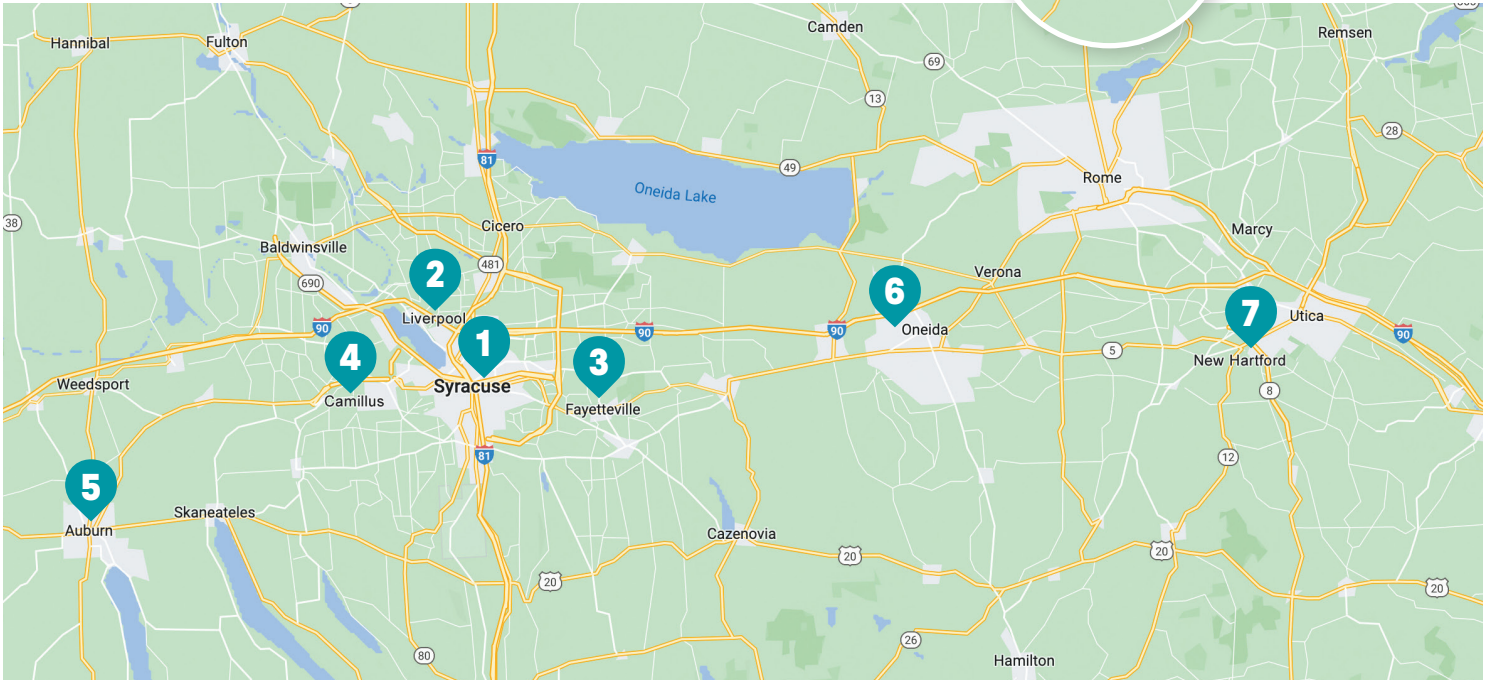 Hannibal
Fulton
Camden
Remsen
69
13
28
81
49
Oneida Lake
Rome
38
Cicero
Marcy
Baldwinsville
481
2
Verona
690
6
7
Liverpool
90
1
90
90
Oneida
Utica
90
4
3
5
New Hartford
Weedsport
Syracuse
8
Camillus
Fayetteville
81
12
5
Skaneateles
Auburn
Cazenovia
20
20
20
20
26
80
Hamilton